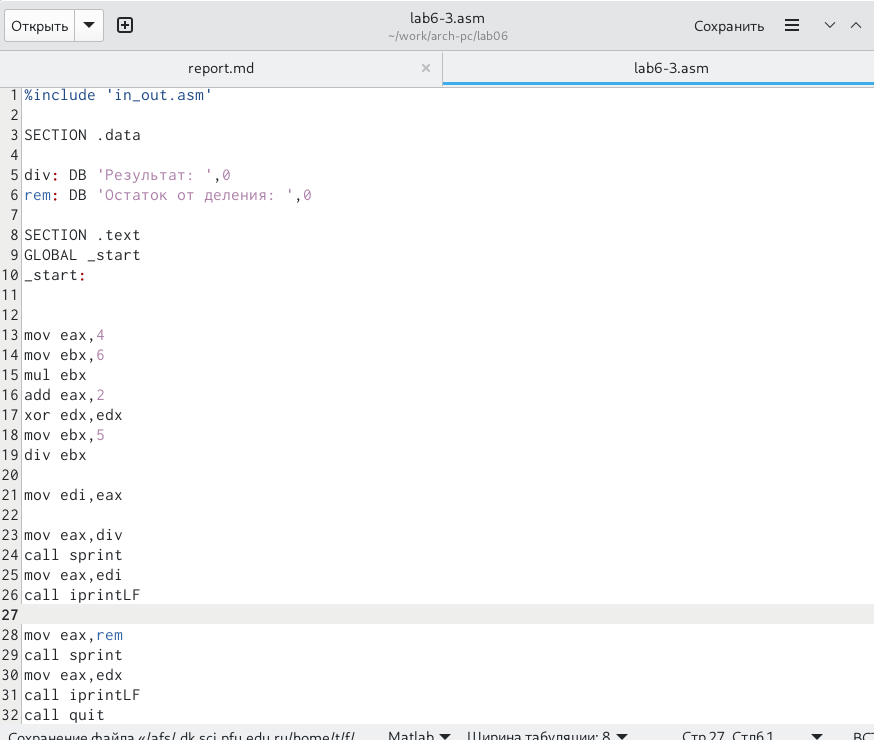 Открыть
lab6-3.asm
~/work/arch-pc/lab06
Сохранить
report.md × lab6-3.asm
1 %include 'in_out.asm'
2
3 SECTION .data
4
5 div: DB 'Результат: ',0
6 rem: DB 'Остаток от деления: ',0
7
8 SECTION .text
9 GLOBAL _start
10 _start:
11
12
13 mov eax,4
14 mov ebx,6
15 mul ebx
16 add eax,2
17 xor edx,edx
18 mov ebx,5
19 div ebx
20
21 mov edi,eax
22
23 mov eax,div
24 call sprint
25 mov eax,edi
26 call iprintLF
27
28 mov eax,rem
29 call sprint
30 mov eax,edx
31 call iprintLF
32 call quit
Сохранение файла «/afs/.dk.sci.pfu.edu.ru/home/t/f/ Matlab Ширина табуляции: 8 Стр 27, Стлб 1 ВСТ